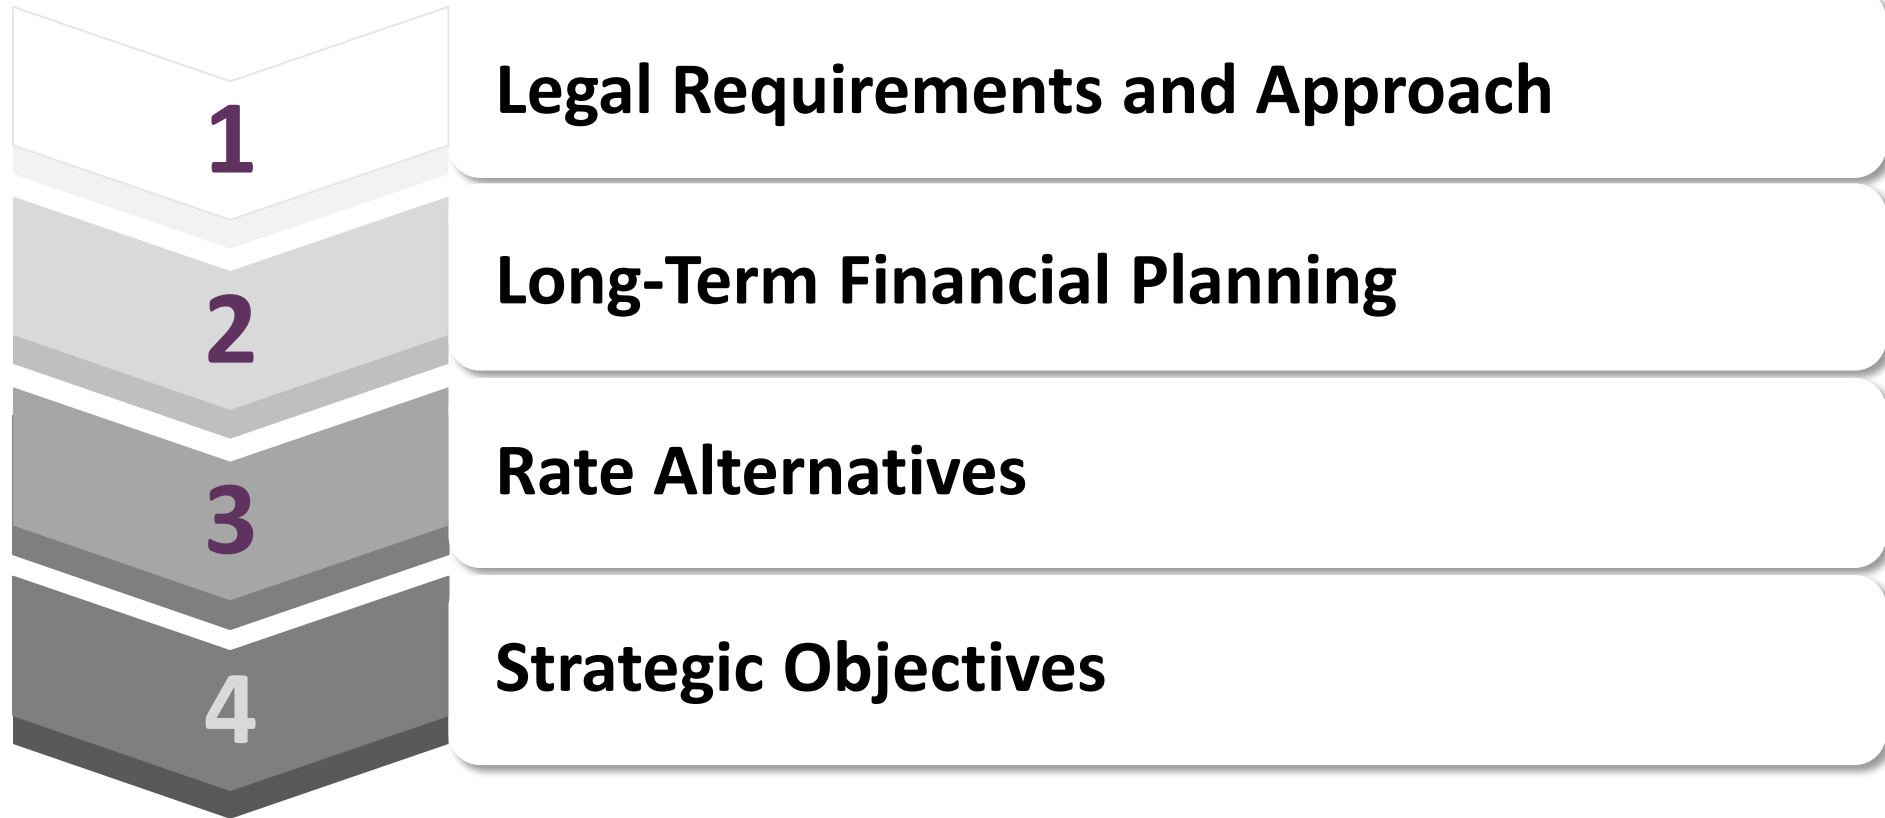 1
Legal Requirements and Approach
2
Long-Term Financial Planning
3
Rate Alternatives
4
Strategic Objectives